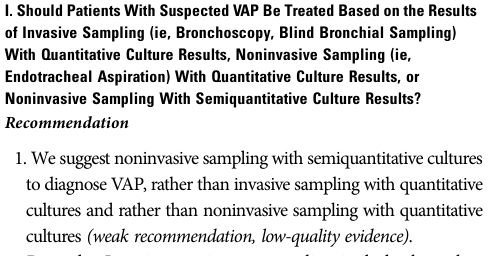 I. Should Patients With Suspected VAP Be Treated Based on the Results
of Invasive Sampling (ie, Bronchoscopy, Blind Bronchial Sampling)
With Quantitative Culture Results, Noninvasive Sampling (ie,
Endotracheal Aspiration) With Quantitative Culture Results, or
Noninvasive Sampling With Semiquantitative Culture Results?
Recommendation
1. We suggest noninvasive sampling with semiquantitative cultures
to diagnose VAP, rather than invasive sampling with quantitative
cultures and rather than noninvasive sampling with quantitative
cultures (weak recommendation, low-quality evidence).